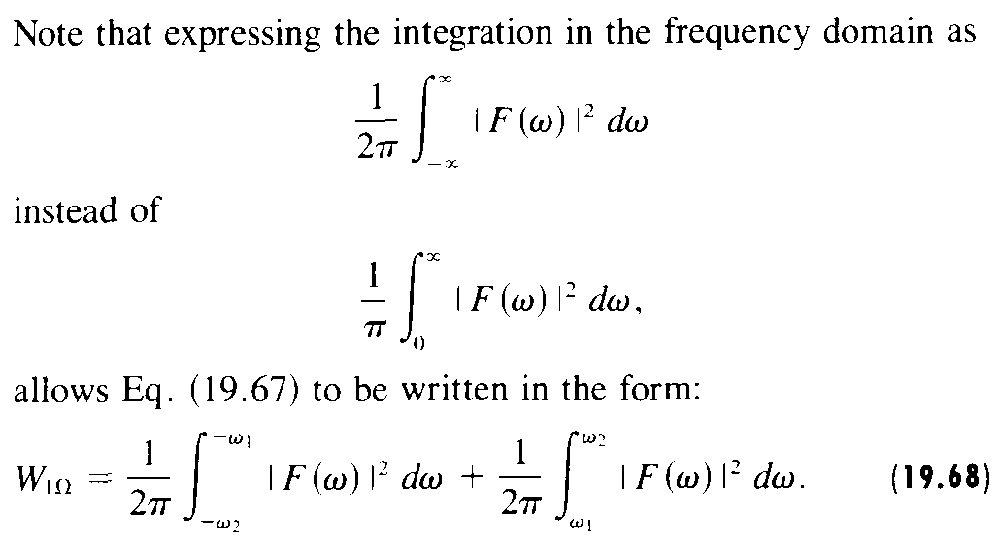 Note that expressing the integration in the frequency domain as
$$\frac{1}{2\pi} \int_{-\infty}^{\infty} | F(\omega) |^2 \, d\omega$$
instead of
$$\frac{1}{\pi} \int_{0}^{\infty} | F(\omega) |^2 \, d\omega,$$
allows Eq. (19.67) to be written in the form:
$$W_{1\Omega} = \frac{1}{2\pi} \int_{-\omega_2}^{-\omega_1} | F(\omega) |^2 \, d\omega + \frac{1}{2\pi} \int_{\omega_1}^{\omega_2} | F(\omega) |^2 \, d\omega. \quad (19.68)$$